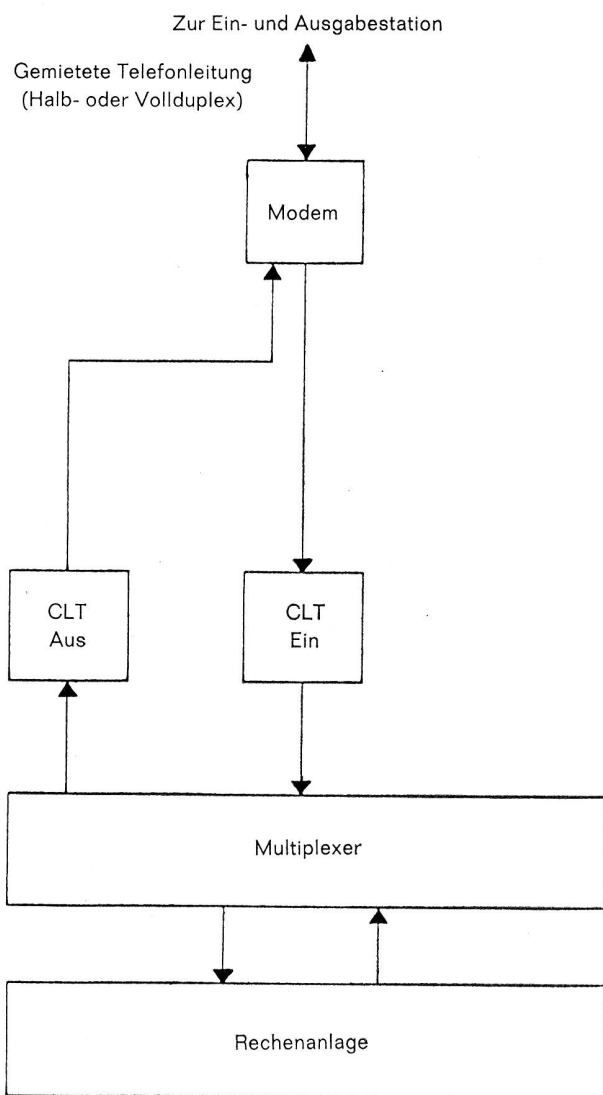 Zur Ein- und Ausgabestation
Gemietete Telefonleitung
(Halb- oder Vollduplex)
Modem
CLT
Aus
CLT
Ein
Multiplexer
Rechenanlage